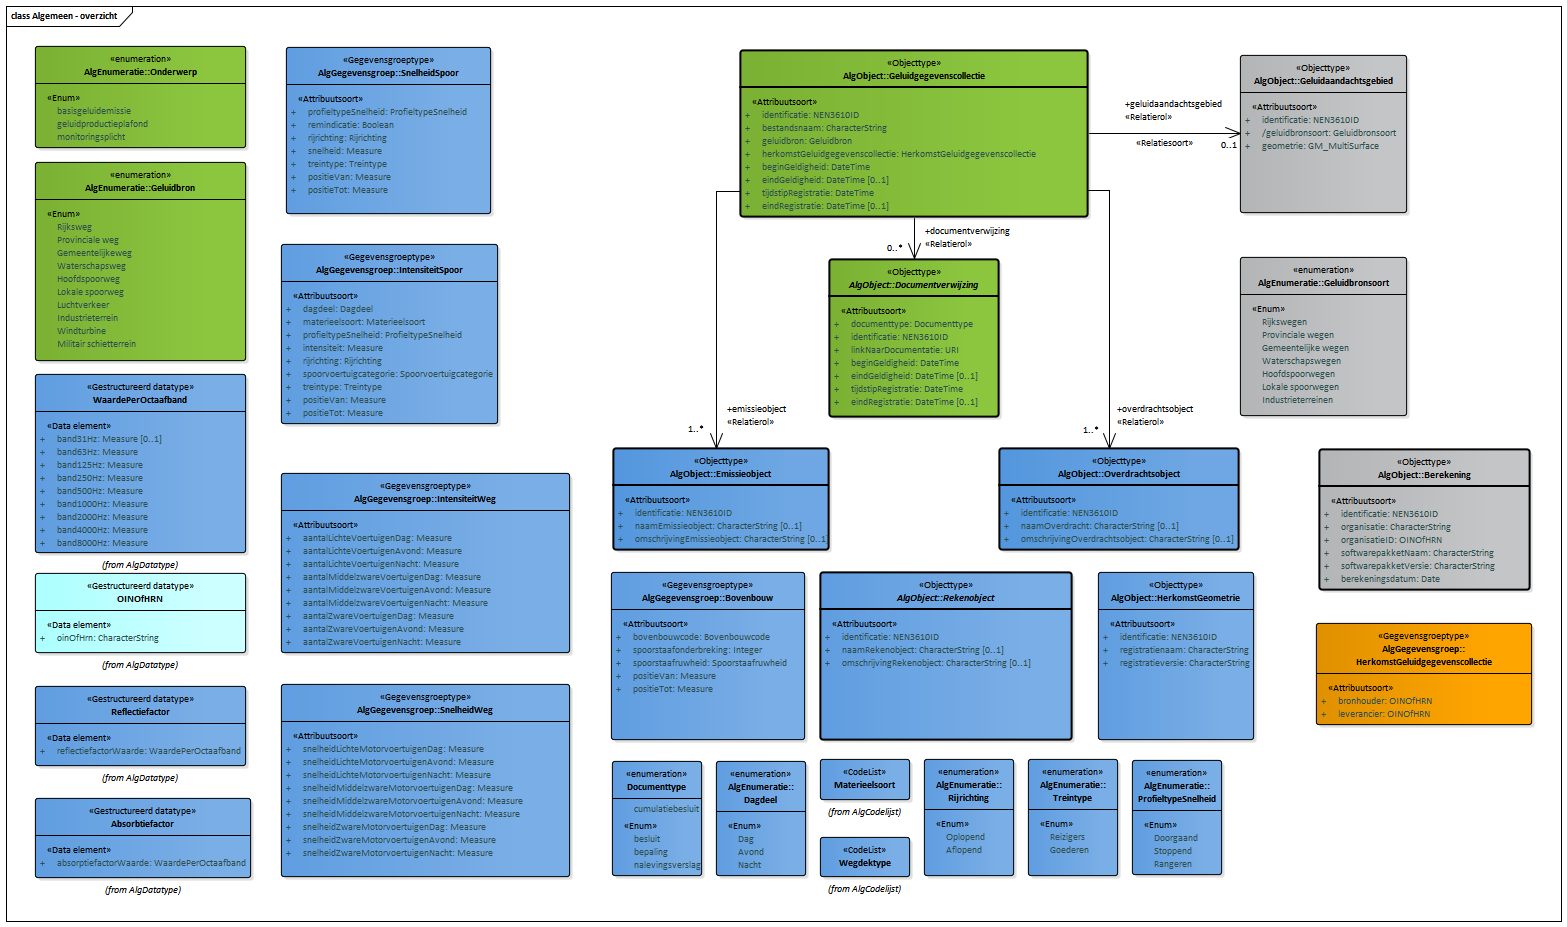 class Algemeen - overzicht
«enumeration»
AlgEnumeratie::Onderwerp
«Enum»
basisgeluidemissie
geluidproductieplafond
monitoringsplicht
«enumeration»
AlgEnumeratie::Geluidbron
«Enum»
Rijksweg
Provinciale weg
Gemeentelijkeweg
Waterschapsweg
Hoofdspoorweg
Lokale spoorweg
Luchtverkeer
Industrieterrein
Windturbine
Militair schietterrein
«Gestructureerd datatype»
WaardePerOctaafband
«Data element»
+ band31Hz: Measure [0..1]
+ band63Hz: Measure
+ band125Hz: Measure
+ band250Hz: Measure
+ band500Hz: Measure
+ band1000Hz: Measure
+ band2000Hz: Measure
+ band4000Hz: Measure
+ band8000Hz: Measure
(from AlgDatatype)
«Gestructureerd datatype»
OINOfHRN
«Data element»
+ oinOfHrn: CharacterString
(from AlgDatatype)
«Gestructureerd datatype»
Reflectiefactor
«Data element»
+ reflectiefactorWaarde: WaardePerOctaafband
(from AlgDatatype)
«Gestructureerd datatype»
Absorbtiefactor
«Data element»
+ absorptiefactorWaarde: WaardePerOctaafband
(from AlgDatatype)
«Gegevensgroeptype»
AlgGegevensgroep::SnelheidSpoor
«Attribuutsoort»
+ profieltypeSnelheid: ProfieltypeSnelheid
+ remindicatie: Boolean
+ rijrichting: Rijrichting
+ snelheid: Measure
+ treintype: Treintype
+ positieVan: Measure
+ positieTot: Measure
«Gegevensgroeptype»
AlgGegevensgroep::IntensiteitSpoor
«Attribuutsoort»
+ dagdeel: Dagdeel
+ materieelsoort: Materieelsoort
+ profieltypeSnelheid: ProfieltypeSnelheid
+ intensiteit: Measure
+ rijrichting: Rijrichting
+ spoorvoertuigcategorie: Spoorvoertuigcategorie
+ treintype: Treintype
+ positieVan: Measure
+ positieTot: Measure
«Gegevensgroeptype»
AlgGegevensgroep::IntensiteitWeg
«Attribuutsoort»
+ aantalLichteVoertuigenDag: Measure
+ aantalLichteVoertuigenAvond: Measure
+ aantalLichteVoertuigenNacht: Measure
+ aantalMiddelzwareVoertuigenDag: Measure
+ aantalMiddelzwareVoertuigenAvond: Measure
+ aantalMiddelzwareVoertuigenNacht: Measure
+ aantalZwareVoertuigenDag: Measure
+ aantalZwareVoertuigenAvond: Measure
+ aantalZwareVoertuigenNacht: Measure
«Gegevensgroeptype»
AlgGegevensgroep::SnelheidWeg
«Attribuutsoort»
+ snelheidLichteMotorvoertuigenDag: Measure
+ snelheidLichteMotorvoertuigenAvond: Measure
+ snelheidLichteMotorvoertuigenNacht: Measure
+ snelheidMiddelzwareMotorvoertuigenDag: Measure
+ snelheidMiddelzwareMotorvoertuigenAvond: Measure
+ snelheidMiddelzwareMotorvoertuigenNacht: Measure
+ snelheidZwareMotorvoertuigenDag: Measure
+ snelheidZwareMotorvoertuigenAvond: Measure
+ snelheidZwareMotorvoertuigenNacht: Measure
«Objecttype»
AlgObject::Geluidgegevenscollectie
«Attribuutsoort»
+ identificatie: NEN3610ID
+ bestandsnaam: CharacterString
+ geluidbron: Geluidbron
+ herkomstGeluidgegevenscollectie: HerkomstGeluidgegevenscollectie
+ beginGeldigheid: DateTime
+ eindGeldigheid: DateTime [0..1]
+ tijdstipRegistratie: DateTime
+ eindRegistratie: DateTime [0..1]
+geluidaandachtsgebied
«Relatierol»
«Relatiesoort»
0..1
«Objecttype»
AlgObject::Geluidaandachtsgebied
«Attribuutsoort»
+ identificatie: NEN3610ID
+ /geluidbronsoort: Geluidbronsoort
+ geometrie: GM_MultiSurface
+documentverwijzing
0..*
«Relatierol»
«Objecttype»
AlgObject::Documentverwijzing
«Attribuutsoort»
+ documenttype: Documenttype
+ identificatie: NEN3610ID
+ linkNaarDocumentatie: URI
+ beginGeldigheid: DateTime
+ eindGeldigheid: DateTime [0..1]
+ tijdstipRegistratie: DateTime
+ eindRegistratie: DateTime [0..1]
«enumeration»
AlgEnumeratie::Geluidbronsoort
«Enum»
Rijkswegen
Provinciale wegen
Gemeentelijke wegen
Waterschapswegen
Hoofdspoorwegen
Lokale spoorwegen
Industrieterreinen
+emissieobject
«Relatierol»
1..*
+overdrachtsobject
«Relatierol»
1..*
«Objecttype»
AlgObject::Emissieobject
«Attribuutsoort»
+ identificatie: NEN3610ID
+ naamEmissieobject: CharacterString [0..1]
+ omschrijvingEmissieobject: CharacterString [0..1]
«Objecttype»
AlgObject::Overdrachtsobject
«Attribuutsoort»
+ identificatie: NEN3610ID
+ naamOverdracht: CharacterString [0..1]
+ omschrijvingOverdrachtsobject: CharacterString [0..1]
«Objecttype»
AlgObject::Berekening
«Attribuutsoort»
+ identificatie: NEN3610ID
+ organisatie: CharacterString
+ organisatieID: OINOfHRN
+ softwarepakketNaam: CharacterString
+ softwarepakketVersie: CharacterString
+ berekeningsdatum: Date
«Gegevensgroeptype»
AlgGegevensgroep::Bovenbouw
«Attribuutsoort»
+ bovenbouwcode: Bovenbouwcode
+ spoorstaafonderbreking: Integer
+ spoorstaafruwheid: Spoorstaafruwheid
+ positieVan: Measure
+ positieTot: Measure
«Objecttype»
AlgObject::Rekenobject
«Attribuutsoort»
+ identificatie: NEN3610ID
+ naamRekenobject: CharacterString [0..1]
+ omschrijvingRekenobject: CharacterString [0..1]
«Objecttype»
AlgObject::HerkomstGeometrie
«Attribuutsoort»
+ identificatie: NEN3610ID
+ registratienaam: CharacterString
+ registratieversie: CharacterString
«Gegevensgroeptype»
AlgGegevensgroep::
HerkomstGeluidgegevenscollectie
«Attribuutsoort»
+ bronhouder: OINOfHRN
+ leverancier: OINOfHRN
«enumeration»
Documenttype
cumulatiebesluit
«Enum»
besluit
bepaling
nalevingsverslag
«enumeration»
AlgEnumeratie::
Dagdeel
«Enum»
Dag
Avond
Nacht
«CodeList»
Materieelsoort
(from AlgCodelijst)
«CodeList»
Wegdektype
(from AlgCodelijst)
«enumeration»
AlgEnumeratie::
Rijrichting
«Enum»
Oplopend
Aflopend
«enumeration»
AlgEnumeratie::
Treintype
«Enum»
Reizigers
Goederen
«enumeration»
AlgEnumeratie::
ProfieltypeSnelheid
«Enum»
Doorgaand
Stoppend
Rangeren